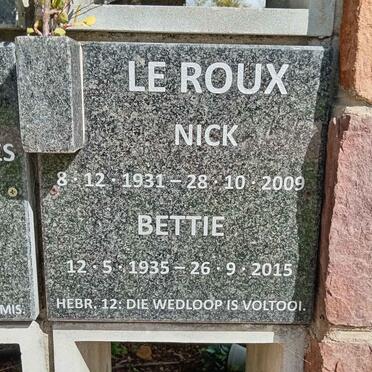 LE ROUX
NICK
8 · 12 · 1931 – 28 · 10 · 2009
BETTIE
12 · 5 · 1935 – 26 · 9 · 2015
HEBR. 12: DIE WEDLOOP IS VOLTOOI.